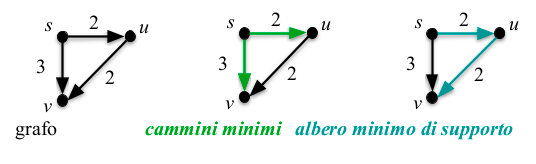 s 2 u
3 2
v
s 2 u
3 2
v
s 2 u
3 2
v
grafo
cammini minimi
albero minimo di supporto